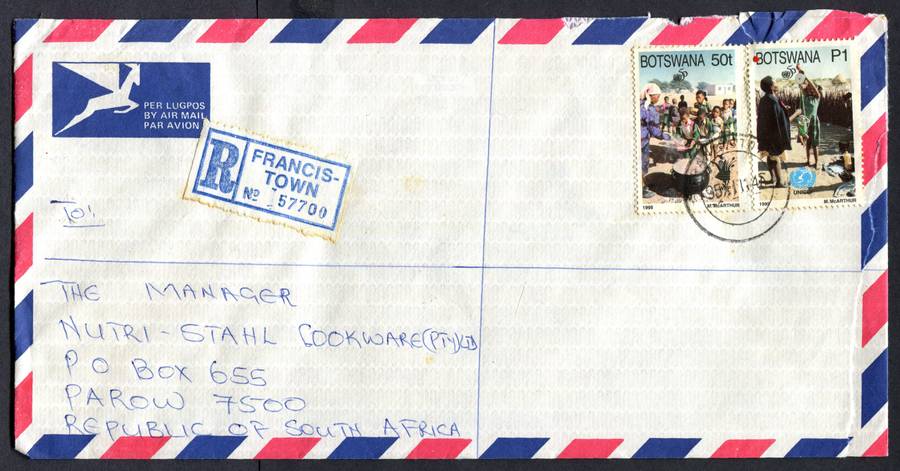 PER LUGPOS
BY AIR MAIL
PAR AVION
R
FRANCIS-
TOWN
Nº 57700
BOTSWANA 50t
BOTSWANA P1
UNICEF
M. McARTHUR
M. McARTHUR
TO:
THE MANAGER
NUTRI-STAHL COOKWARE (PTY) LTD
P O BOX 655
PAROW 7500
REPUBLIC OF SOUTH AFRICA